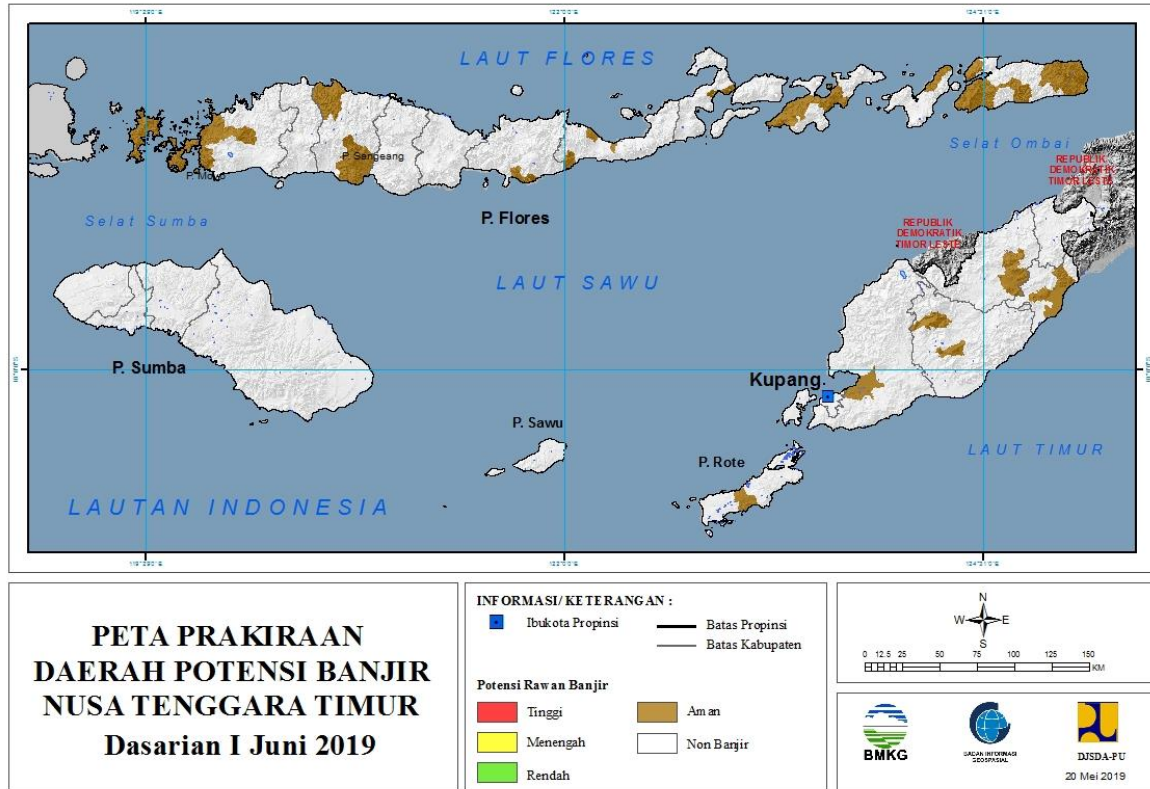 LAUT FLORES
Selat Ombai
REPUBLIK
DEMOKRATIK
TIMOR LESTE
P. Sangeang
P. Flores
Selat Sumba
REPUBLIK
DEMOKRATIK
TIMOR LESTE
LAUT SAWU
P. Sumba
Kupang
P. Sawu
P. Rote
LAUT TIMUR
LAUTAN INDONESIA
PETA PRAKIRAAN
DAERAH POTENSI BANJIR
NUSA TENGGARA TIMUR
Dasarian I Juni 2019
INFORMASI/ KETERANGAN :
Ibukota Propinsi
Batas Propinsi
Batas Kabupaten
Potensi Rawan Banjir
Tinggi
Aman
Menengah
Non Banjir
Rendah
N
W E
S
0 12.5 25 50 75 100 125 150
KM
BMKG
BADAN INFORMASI
GEOSPASIAL
DJSDA-PU
20 Mei 2019